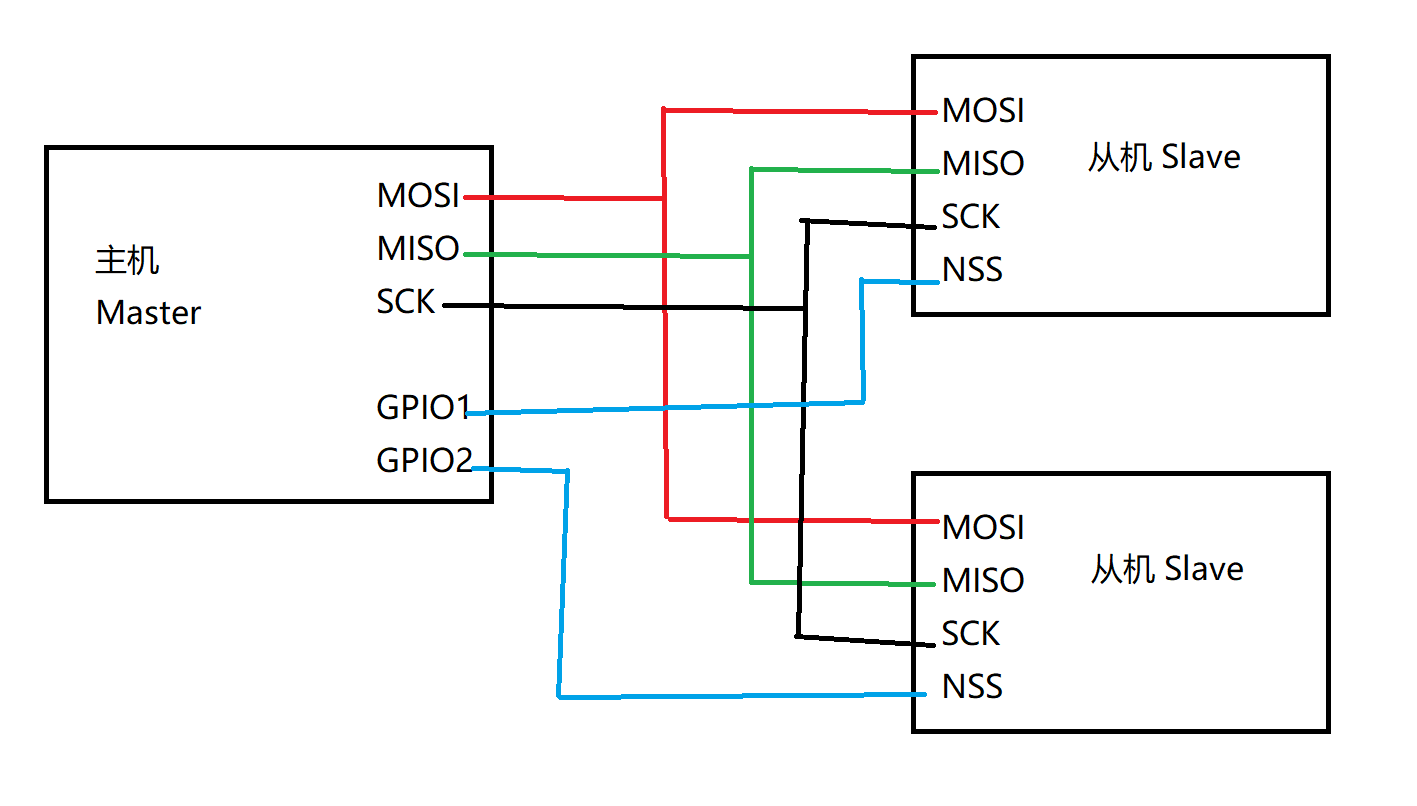 主机
Master
MOSI
MISO
SCK
GPIO1
GPIO2
MOSI
MISO
SCK
NSS
从机 Slave
MOSI
MISO
SCK
NSS
从机 Slave